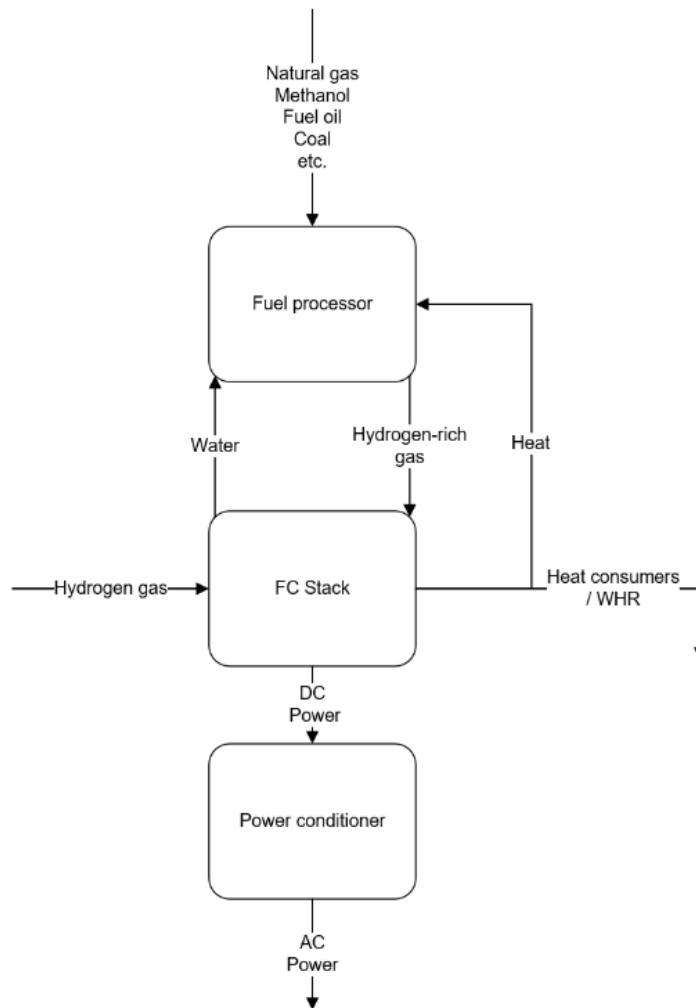 Natural gas
Methanol
Fuel oil
Coal
etc.
Fuel processor
Water
Hydrogen-rich
gas
Heat
Hydrogen gas
FC Stack
Heat consumers
/ WHR
DC
Power
Power conditioner
AC
Power